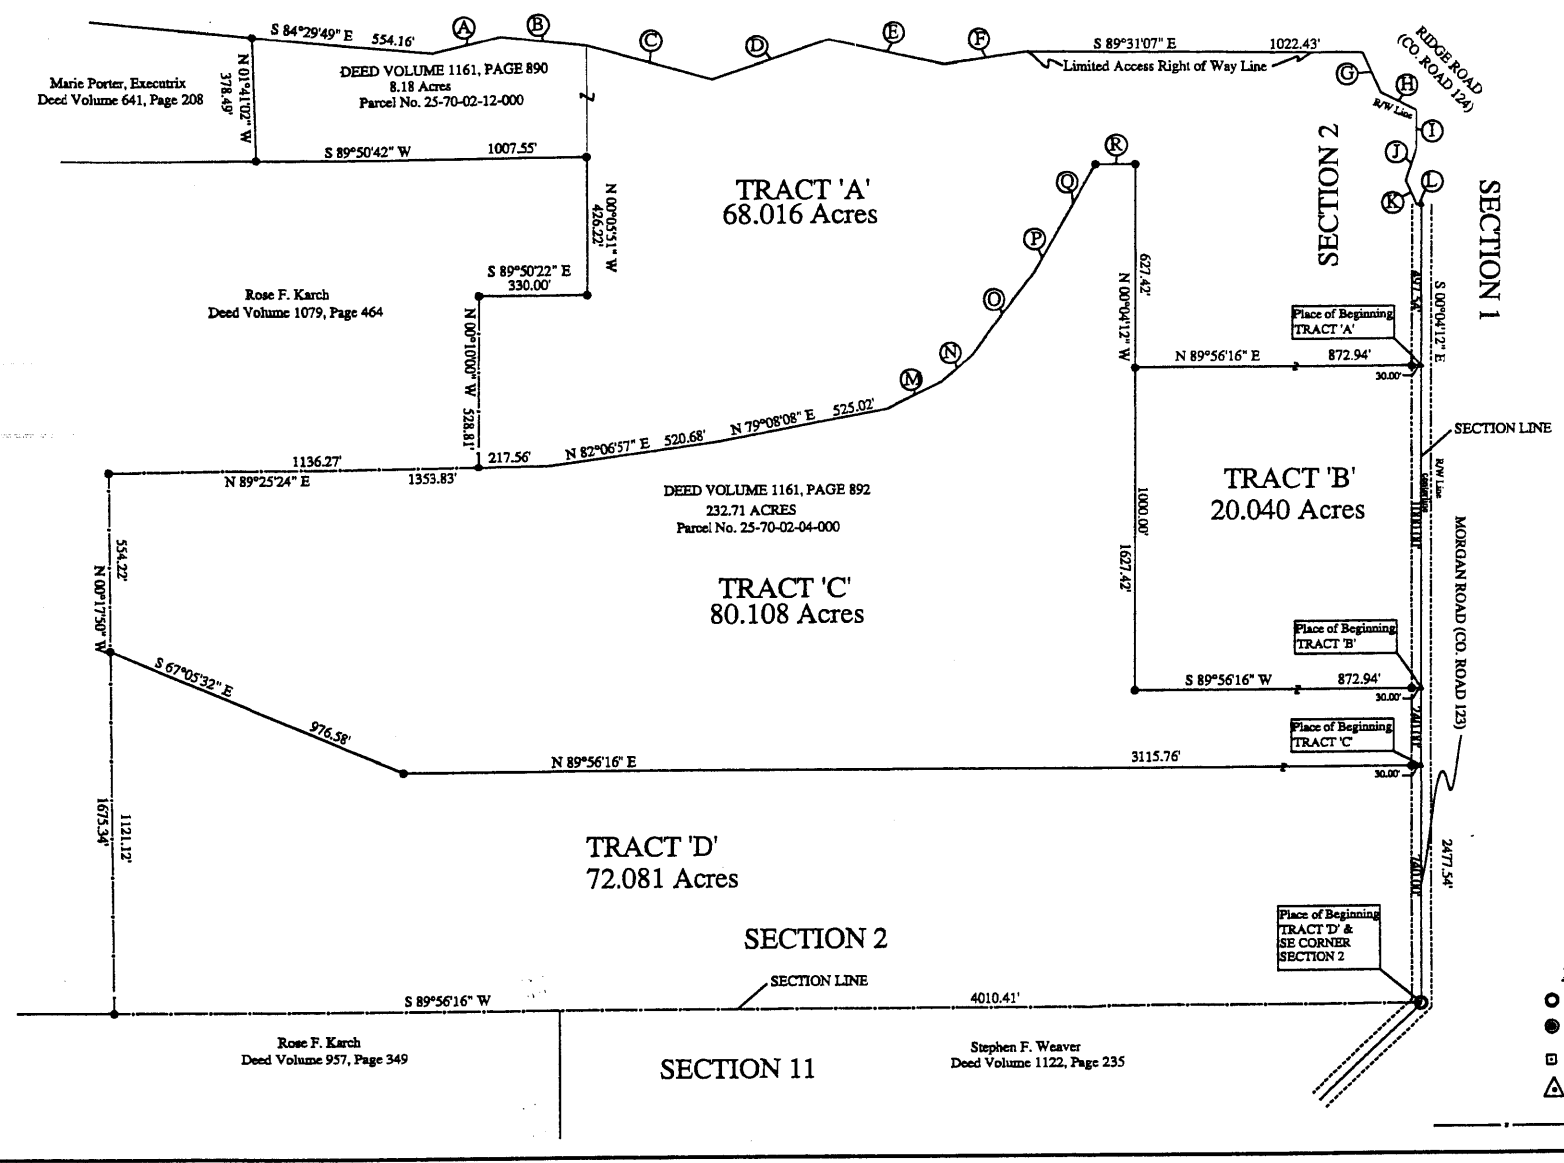 S 84°29'49" E 554.16'
A
B
C
D
E
F
S 89°31'07" E 1022.43'
Limited Access Right of Way Line
RIDGE ROAD
(CO. ROAD 124)
G
H
R/W Line
I
J
K
L
Marie Porter, Executrix
Deed Volume 641, Page 208
N 01°41'02" W
378.49'
DEED VOLUME 1161, PAGE 890
8.18 Acres
Parcel No. 25-70-02-12-000
S 89°50'42" W 1007.55'
N 00°05'51" W
426.22'
TRACT 'A'
68.016 Acres
R
Q
P
O
N
M
SECTION 2
SECTION 1
627.42'
N 00°04'12" W
497.54'
S 00°04'12" E
S 89°50'22" E
330.00'
Rose F. Karch
Deed Volume 1079, Page 464
N 00°10'00" W 528.81'
Place of Beginning
TRACT 'A'
N 89°56'16" E 872.94'
30.00'
SECTION LINE
R/W Line
centerline
1000.00'
1136.27'
N 89°25'24" E
1353.83'
217.56'
N 82°06'57" E 520.68'
N 79°08'08" E 525.02'
DEED VOLUME 1161, PAGE 892
232.71 ACRES
Parcel No. 25-70-02-04-000
TRACT 'B'
20.040 Acres
1000.00'
1627.42'
MORGAN ROAD (CO. ROAD 123)
554.22'
N 00°17'50" W
TRACT 'C'
80.108 Acres
Place of Beginning
TRACT 'B'
S 89°56'16" W 872.94'
30.00'
240.00'
S 67°05'32" E
976.58'
Place of Beginning
TRACT 'C'
N 89°56'16" E 3115.76'
30.00'
1121.12'
1675.34'
TRACT 'D'
72.081 Acres
740.00'
2477.54'
Place of Beginning
TRACT 'D' &
SE CORNER
SECTION 2
SECTION 2
SECTION LINE
S 89°56'16" W 4010.41'
Rose F. Karch
Deed Volume 957, Page 349
SECTION 11
Stephen F. Weaver
Deed Volume 1122, Page 235